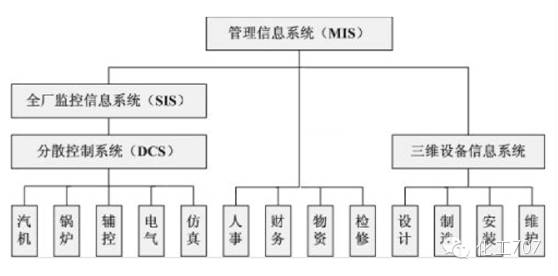 管理信息系统（MIS）
全厂监控信息系统（SIS）
分散控制系统（DCS）
三维设备信息系统
汽机
锅炉
辅控
电气
仿真
人事
财务
物资
检修
设计
制造
安装
维护
化工707